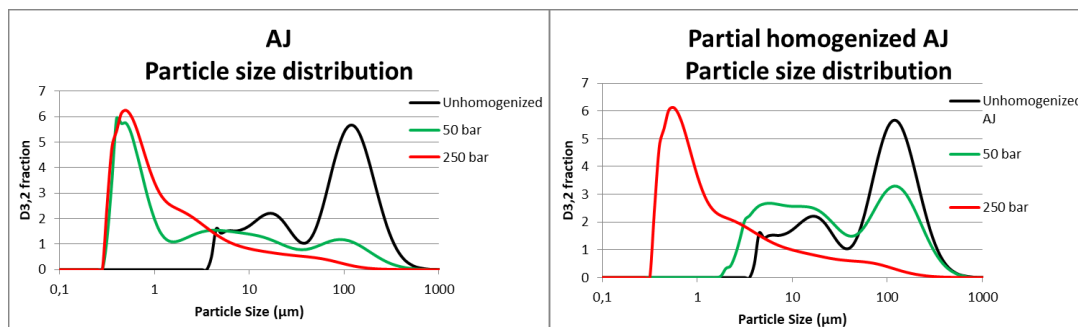 AJ
Particle size distribution
D3,2 fraction
7
6
5
4
3
2
1
0
0,1
1
10
100
1000
Particle Size (µm)
Unhomogenized
50 bar
250 bar
Partial homogenized AJ
Particle size distribution
D3,2 fraction
7
6
5
4
3
2
1
0
0,1
1
10
100
1000
Particle Size (µm)
Unhomogenized
AJ
50 bar
250 bar